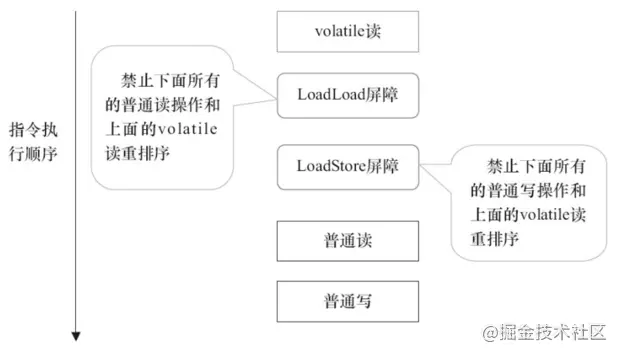 volatile读
禁止下面所有
的普通读操作和
上面的volatile
读重排序
LoadLoad屏障
指令执
行顺序
LoadStore屏障
禁止下面所有
的普通写操作和
上面的volatile读
重排序
普通读
普通写
@掘金技术社区